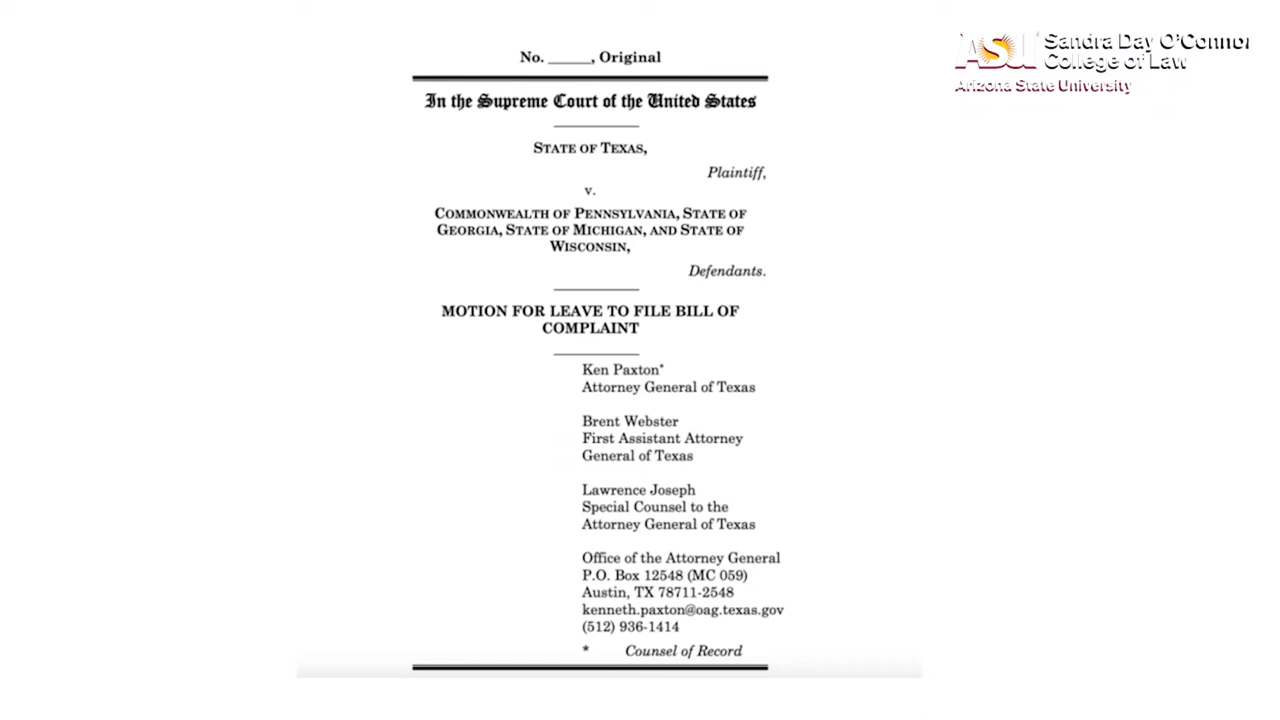 No. _____, Original
In the Supreme Court of the United States
STATE OF TEXAS,
Plaintiff,
v.
COMMONWEALTH OF PENNSYLVANIA, STATE OF
GEORGIA, STATE OF MICHIGAN, AND STATE OF
WISCONSIN,
Defendants.
MOTION FOR LEAVE TO FILE BILL OF
COMPLAINT
Ken Paxton*
Attorney General of Texas
Brent Webster
First Assistant Attorney
General of Texas
Lawrence Joseph
Special Counsel to the
Attorney General of Texas
Office of the Attorney General
P.O. Box 12548 (MC 059)
Austin, TX 78711-2548
kenneth.paxton@oag.texas.gov
(512) 936-1414
* Counsel of Record
ASU Sandra Day O'Connor
College of Law
Arizona State University